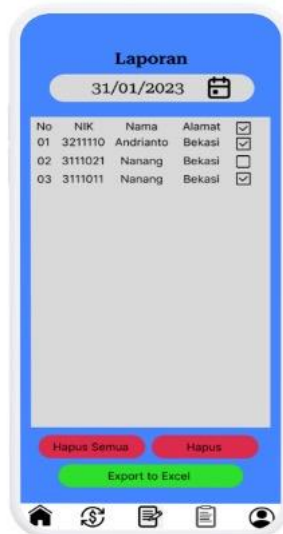 Laporan
31/01/2023
No NIK Nama Alamat
01 3211110 Andrianto Bekasi
02 3111021 Nanang Bekasi
03 3111011 Nanang Bekasi
Hapus Semua Hapus
Export to Excel